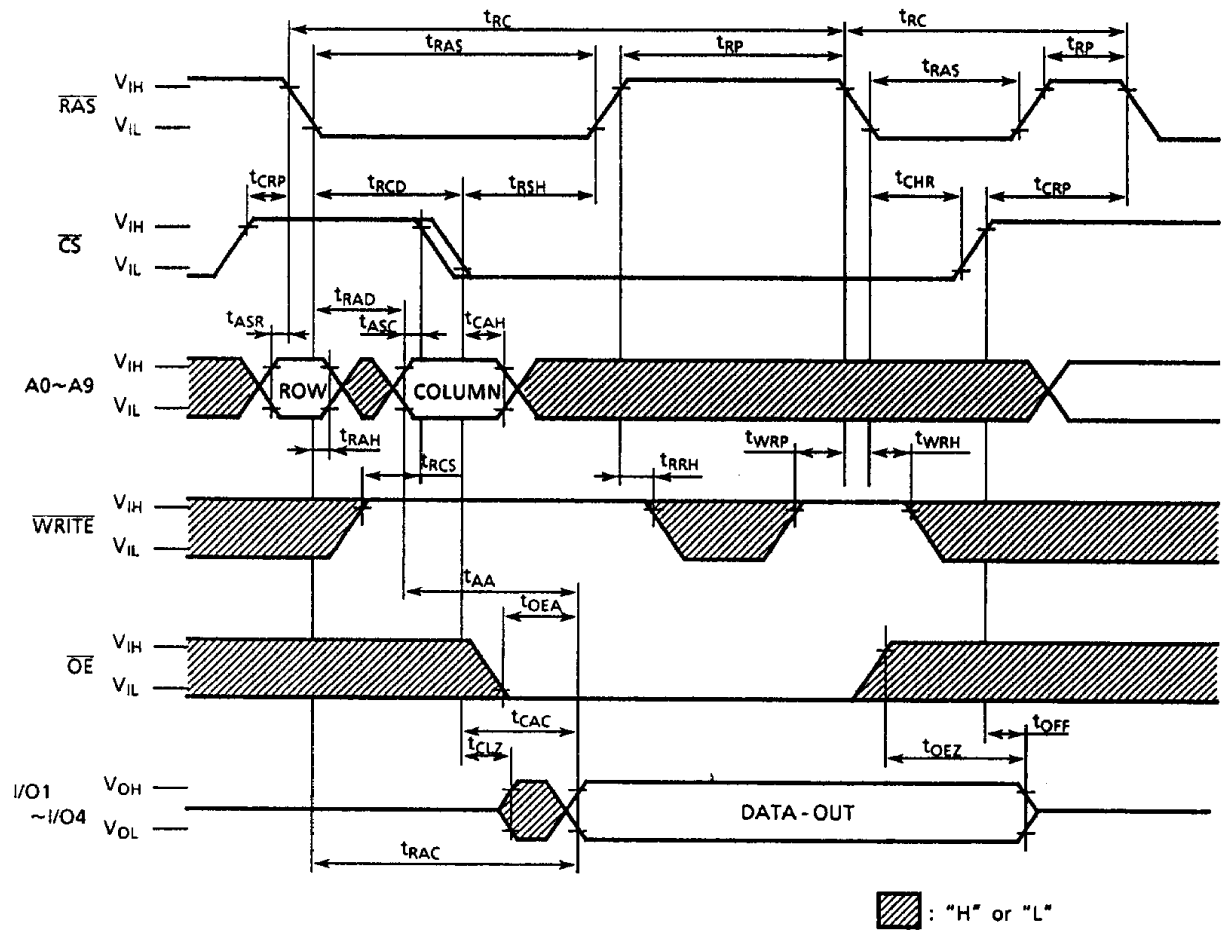 tRC tRC
tRAS tRP tRAS tRP
RAS VIH
VIL
tCRP tRCD tRSH tCHR tCRP
CS VIH
VIL
tRAD
tASR tASC tCAH
A0~A9 VIH
VIL
ROW COLUMN
tRAH tRCS tRRH tWRP tWRH
WRITE VIH
VIL
tAA
tOEA
OE VIH
VIL
tCAC tOFF
tCLZ tOEZ
I/O1
~I/O4
VOH
VOL
DATA-OUT
tRAC
: "H" or "L"